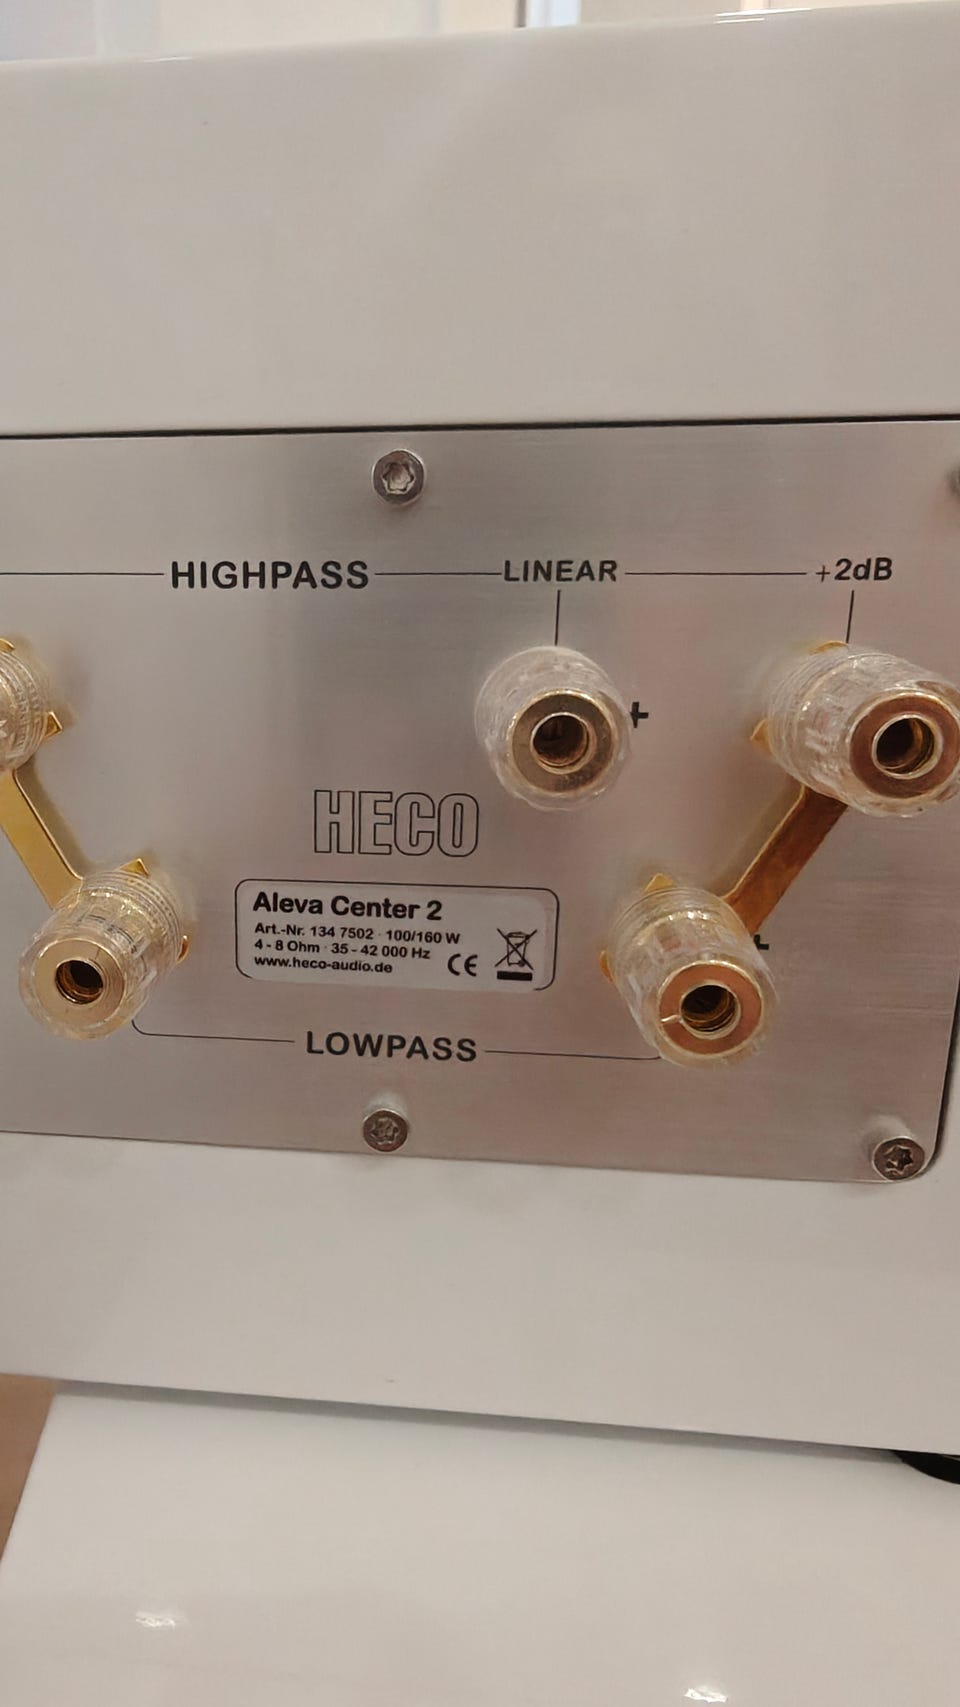 HIGHPASS LINEAR +2dB
+
HECO
Aleva Center 2
Art.-Nr. 134 7502 · 100/160 W
4 - 8 Ohm · 35 - 42 000 Hz
www.heco-audio.de CE
LOWPASS